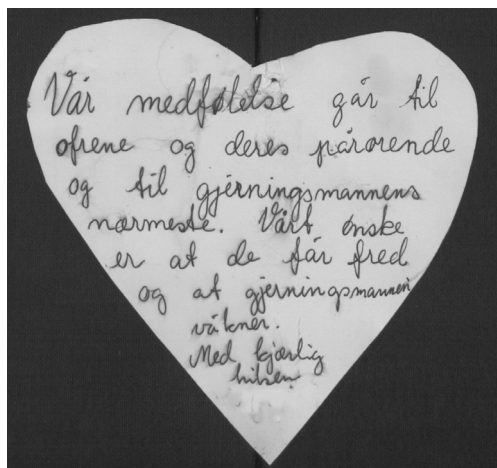 Vår medfølelse går til
ofrene og deres pårørende
og til gjerningsmannens
nærmeste. Vårt ønske
er at de får fred
og at gjerningsmannen
våkner.
Med kjærlig
hilsen